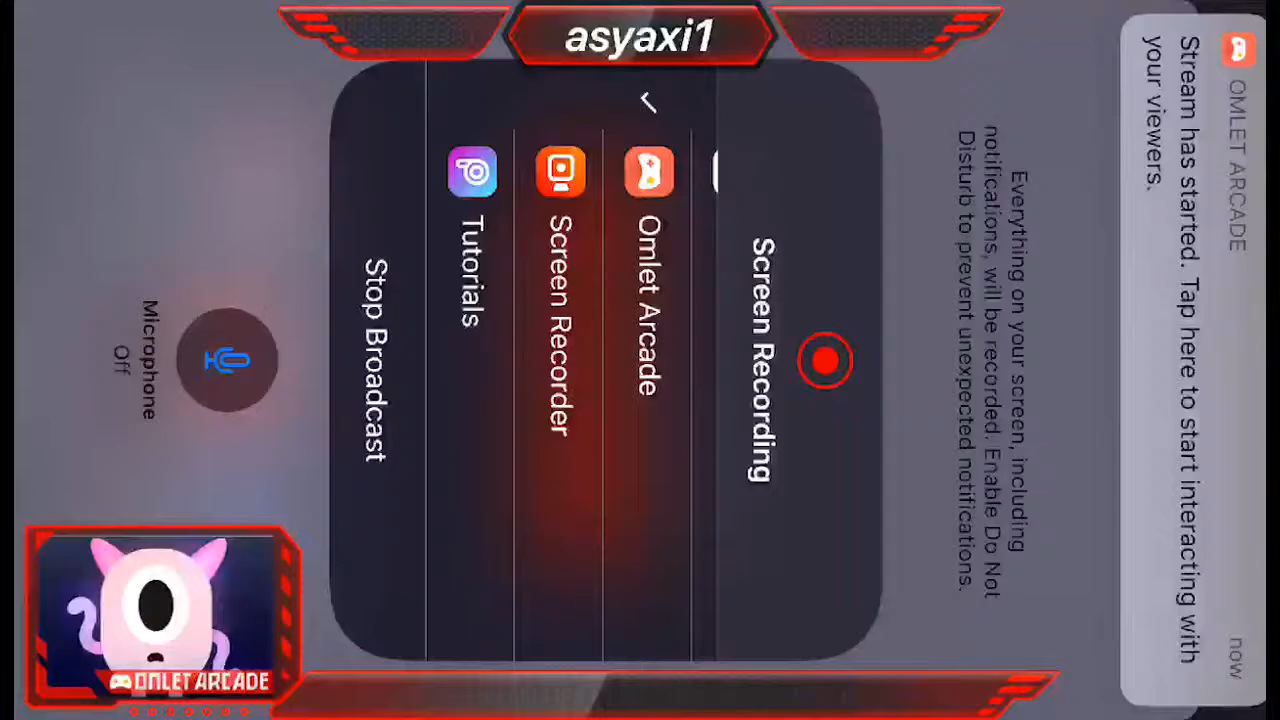 asyaxi1
OMLET ARCADE
now
Stream has started. Tap here to start interacting with
your viewers.
Everything on your screen, including
notifications, will be recorded. Enable Do Not
Disturb to prevent unexpected notifications.
Screen Recording
Omlet Arcade
Screen Recorder
Tutorials
Stop Broadcast
Microphone
Off
OMLET ARCADE